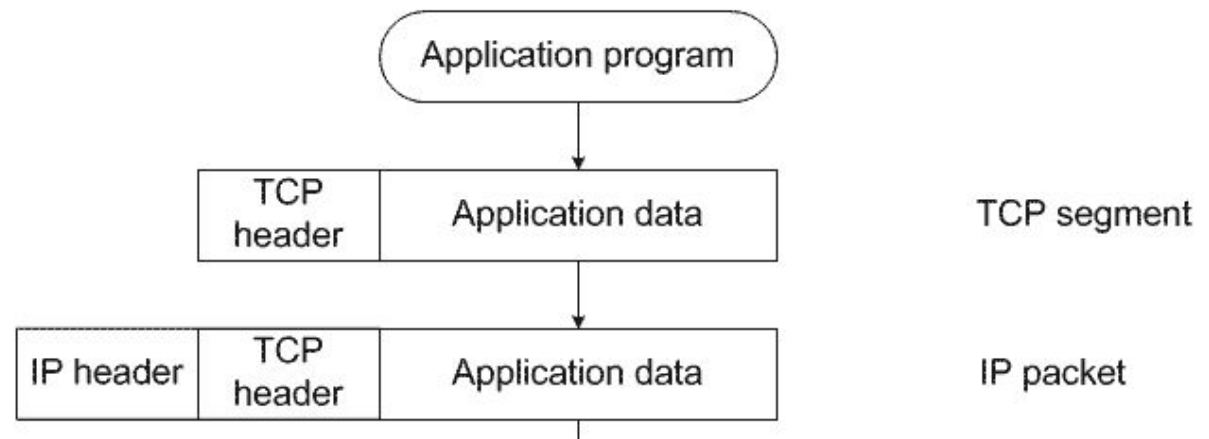 Application program
TCP
header
Application data
TCP segment
IP header
TCP
header
Application data
IP packet